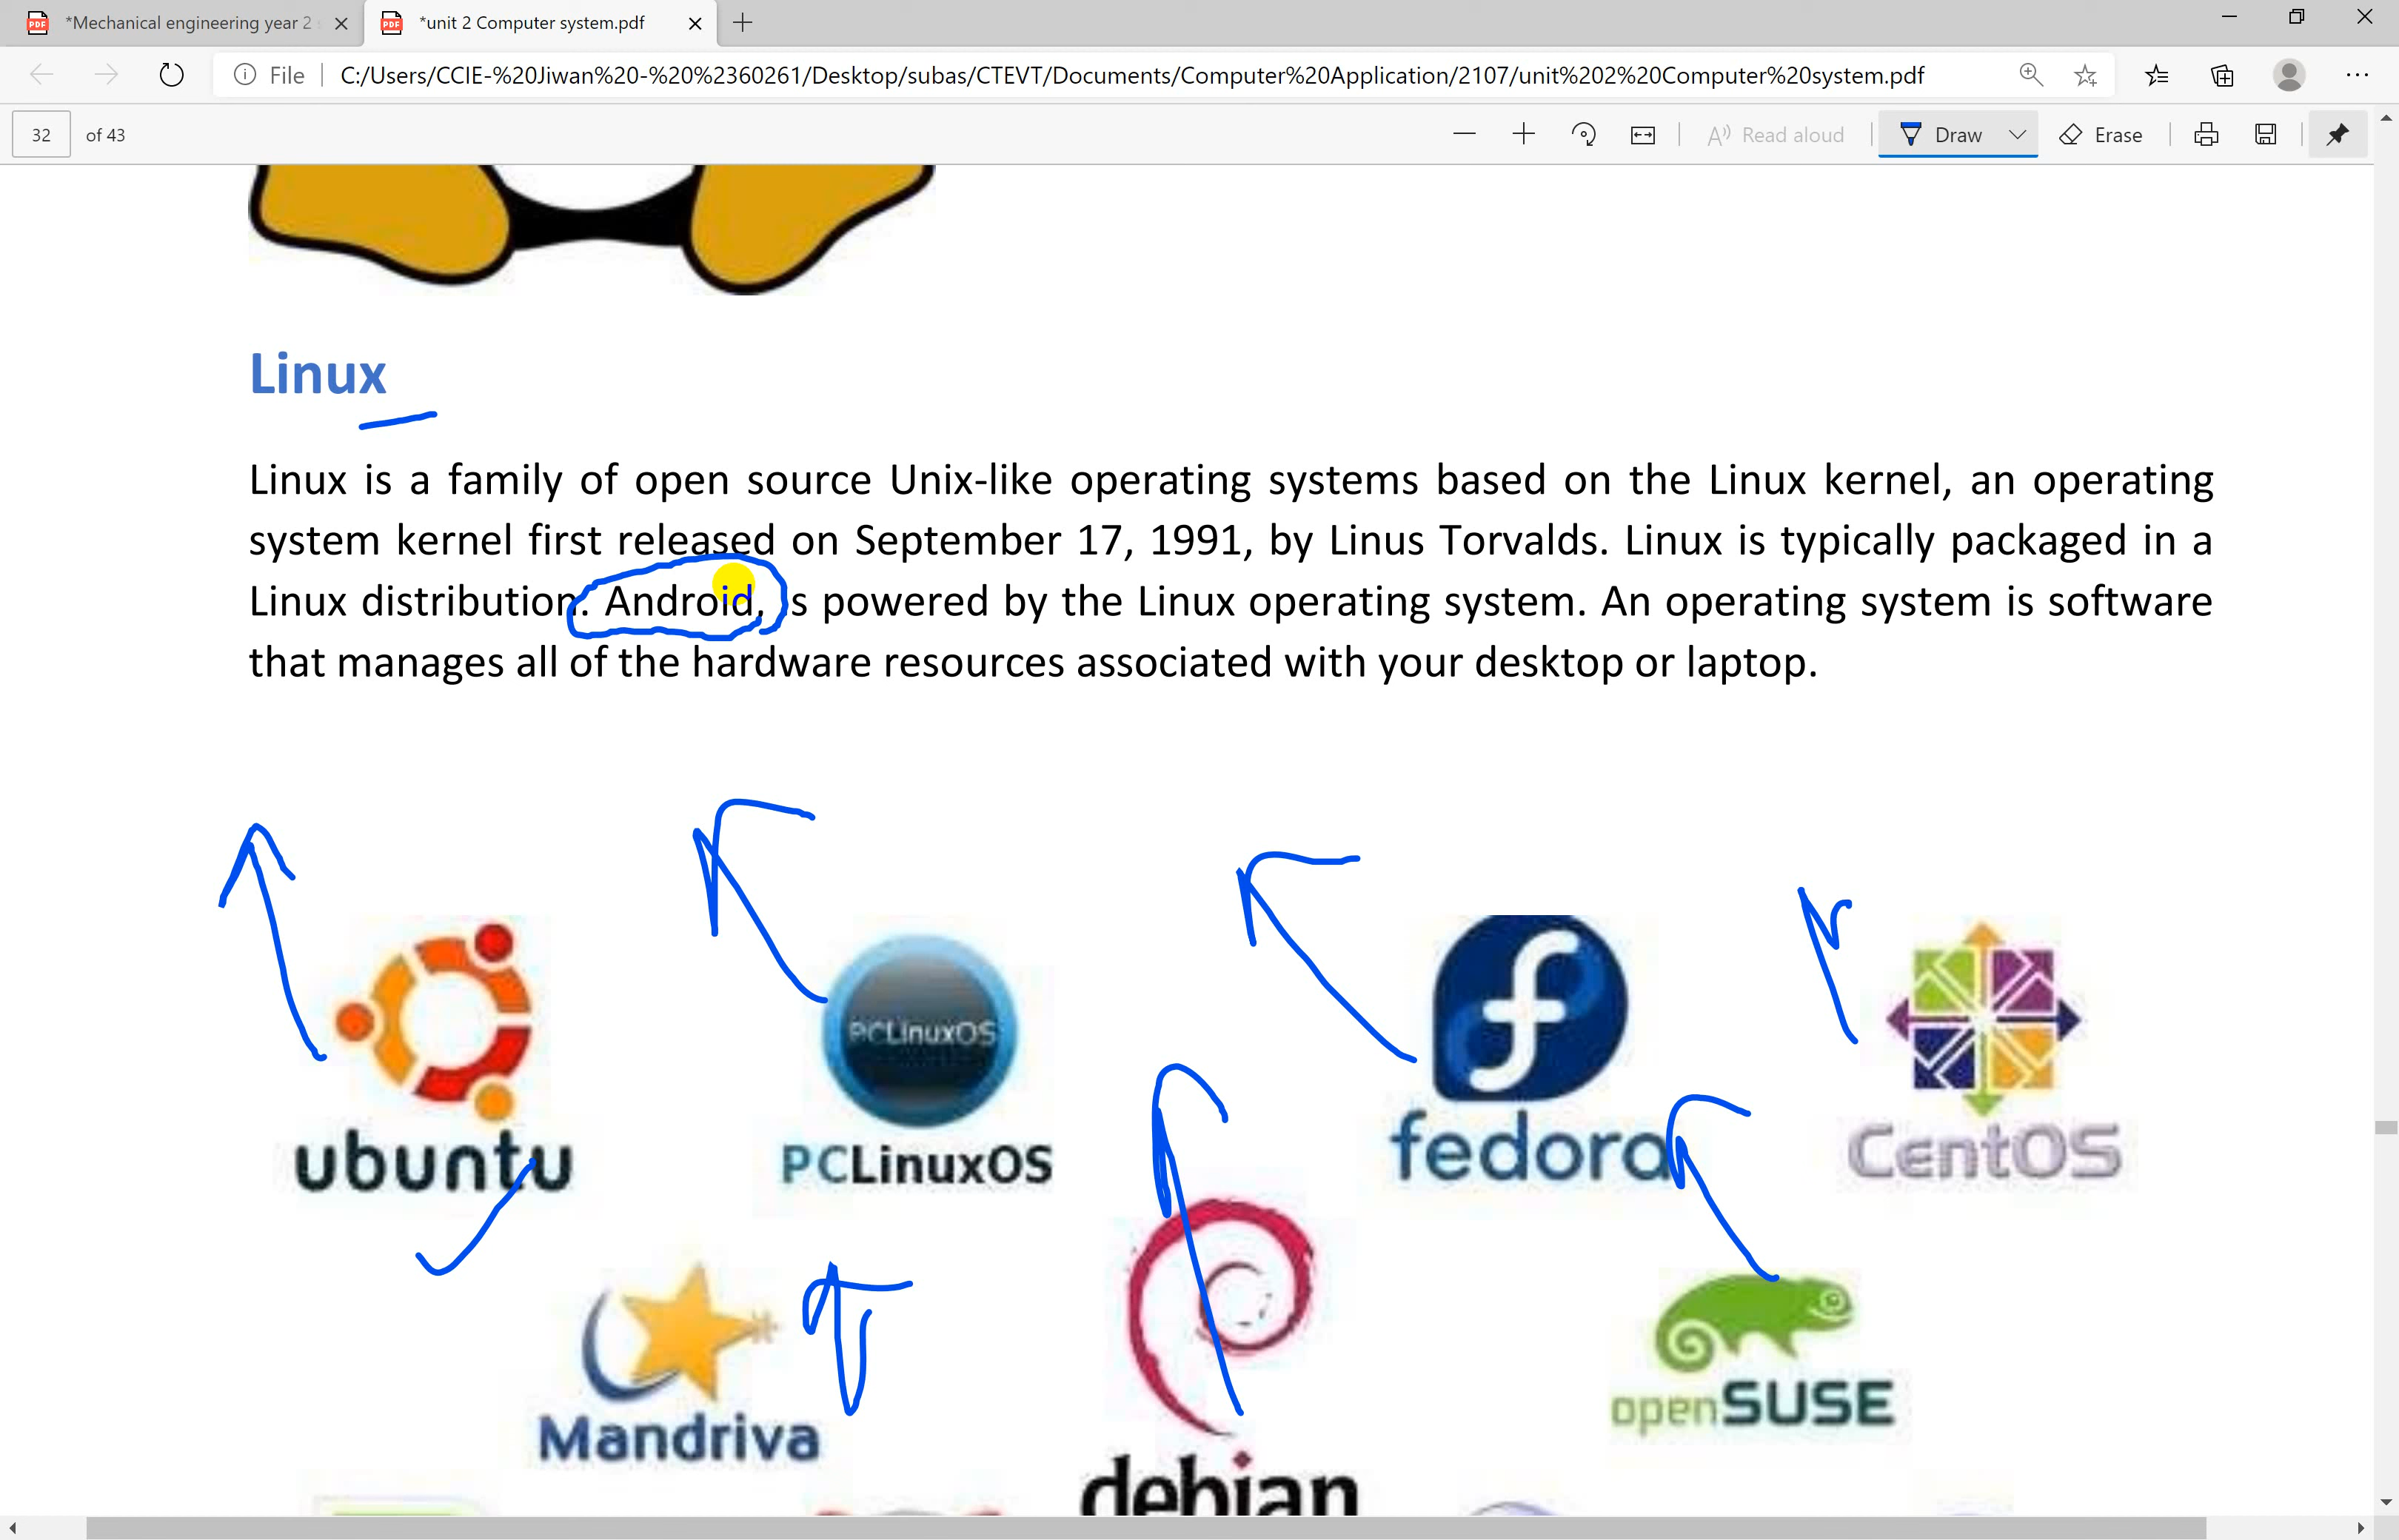 *Mechanical engineering year 2
*unit 2 Computer system.pdf
File
C:/Users/CCIE-%20Jiwan%20-%20%2360261/Desktop/subas/CTEVT/Documents/Computer%20Application/2107/unit%202%20Computer%20system.pdf
32 of 43
Read aloud
Draw
Erase
Linux
Linux is a family of open source Unix-like operating systems based on the Linux kernel, an operating
system kernel first released on September 17, 1991, by Linus Torvalds. Linux is typically packaged in a
Linux distribution. Android, is powered by the Linux operating system. An operating system is software
that manages all of the hardware resources associated with your desktop or laptop.
PCLinuxOS
ubuntu
PCLinuxOS
fedora
CentOS
Mandriva
debian
openSUSE